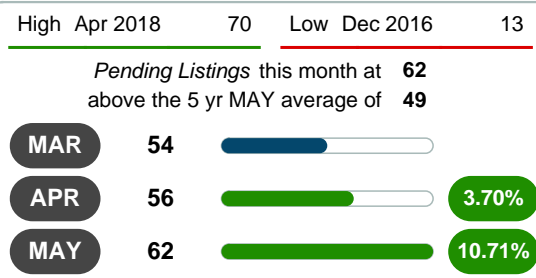 High Apr 2018 70 Low Dec 2016 13
Pending Listings this month at 62
above the 5 yr MAY average of 49
MAR 54
APR 56 3.70%
MAY 62 10.71%